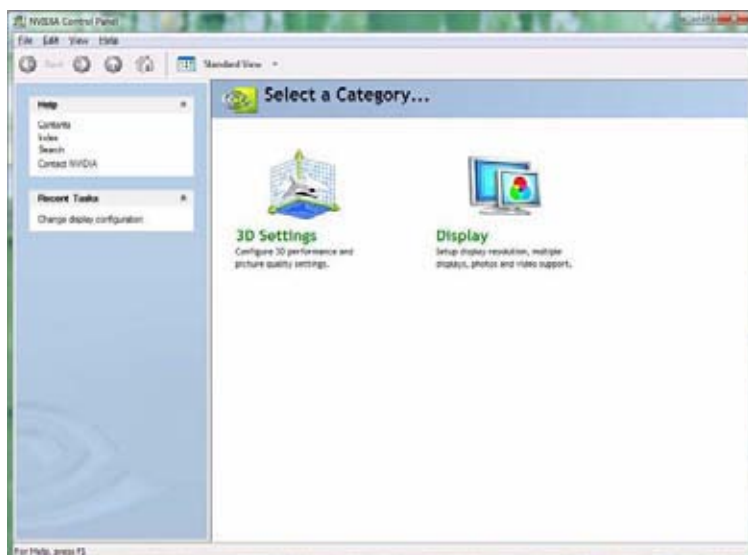 NVIDIA Control Panel
File Edit View Help
Back
Standard View
Help
Contents
Index
Search
Contact NVIDIA
Recent Tasks
Change display configuration
Select a Category...
3D Settings
Configure 3D performance and
picture quality settings.
Display
Setup display resolution, multiple
displays, photos and video support.
For Help, press F1